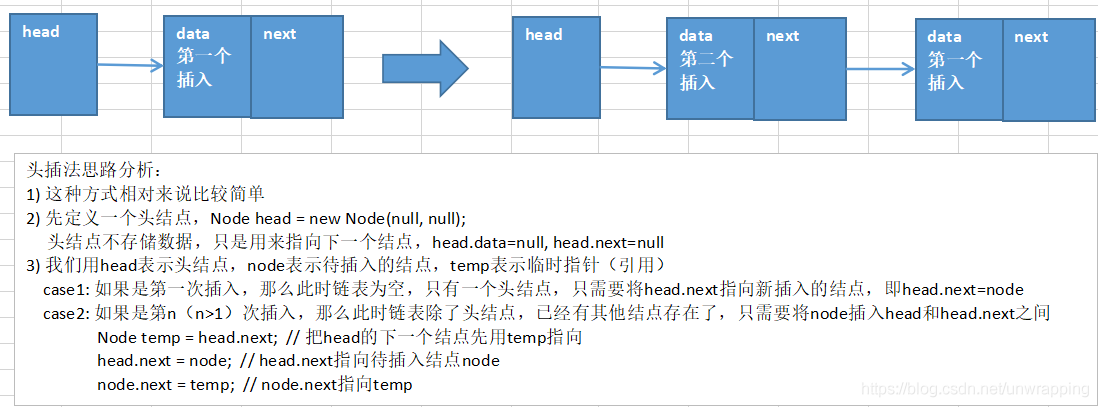 head
data
第一个
插入
next
head
data
第二个
插入
next
data
第一个
插入
next
头插法思路分析：
1) 这种方式相对来说比较简单
2) 先定义一个头结点，Node head = new Node(null, null);
头结点不存储数据，只是用来指向下一个结点，head.data=null, head.next=null
3) 我们用head表示头结点，node表示待插入的结点，temp表示临时指针（引用）
case1: 如果是第一次插入，那么此时链表为空，只有一个头结点，只需要将head.next指向新插入的结点，即head.next=node
case2: 如果是第n（n>1）次插入，那么此时链表除了头结点，已经有其他结点存在了，只需要将node插入head和head.next之间
Node temp = head.next; // 把head的下一个结点先用temp指向
head.next = node; // head.next指向待插入结点node
node.next = temp; // node.next指向temp
https://blog.csdn.net/unwrapping